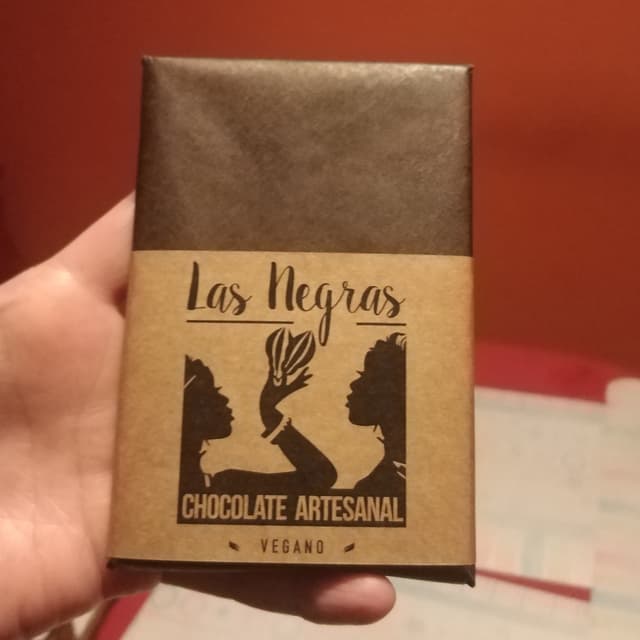 Las Negras
CHOCOLATE ARTESANAL
VEGANO